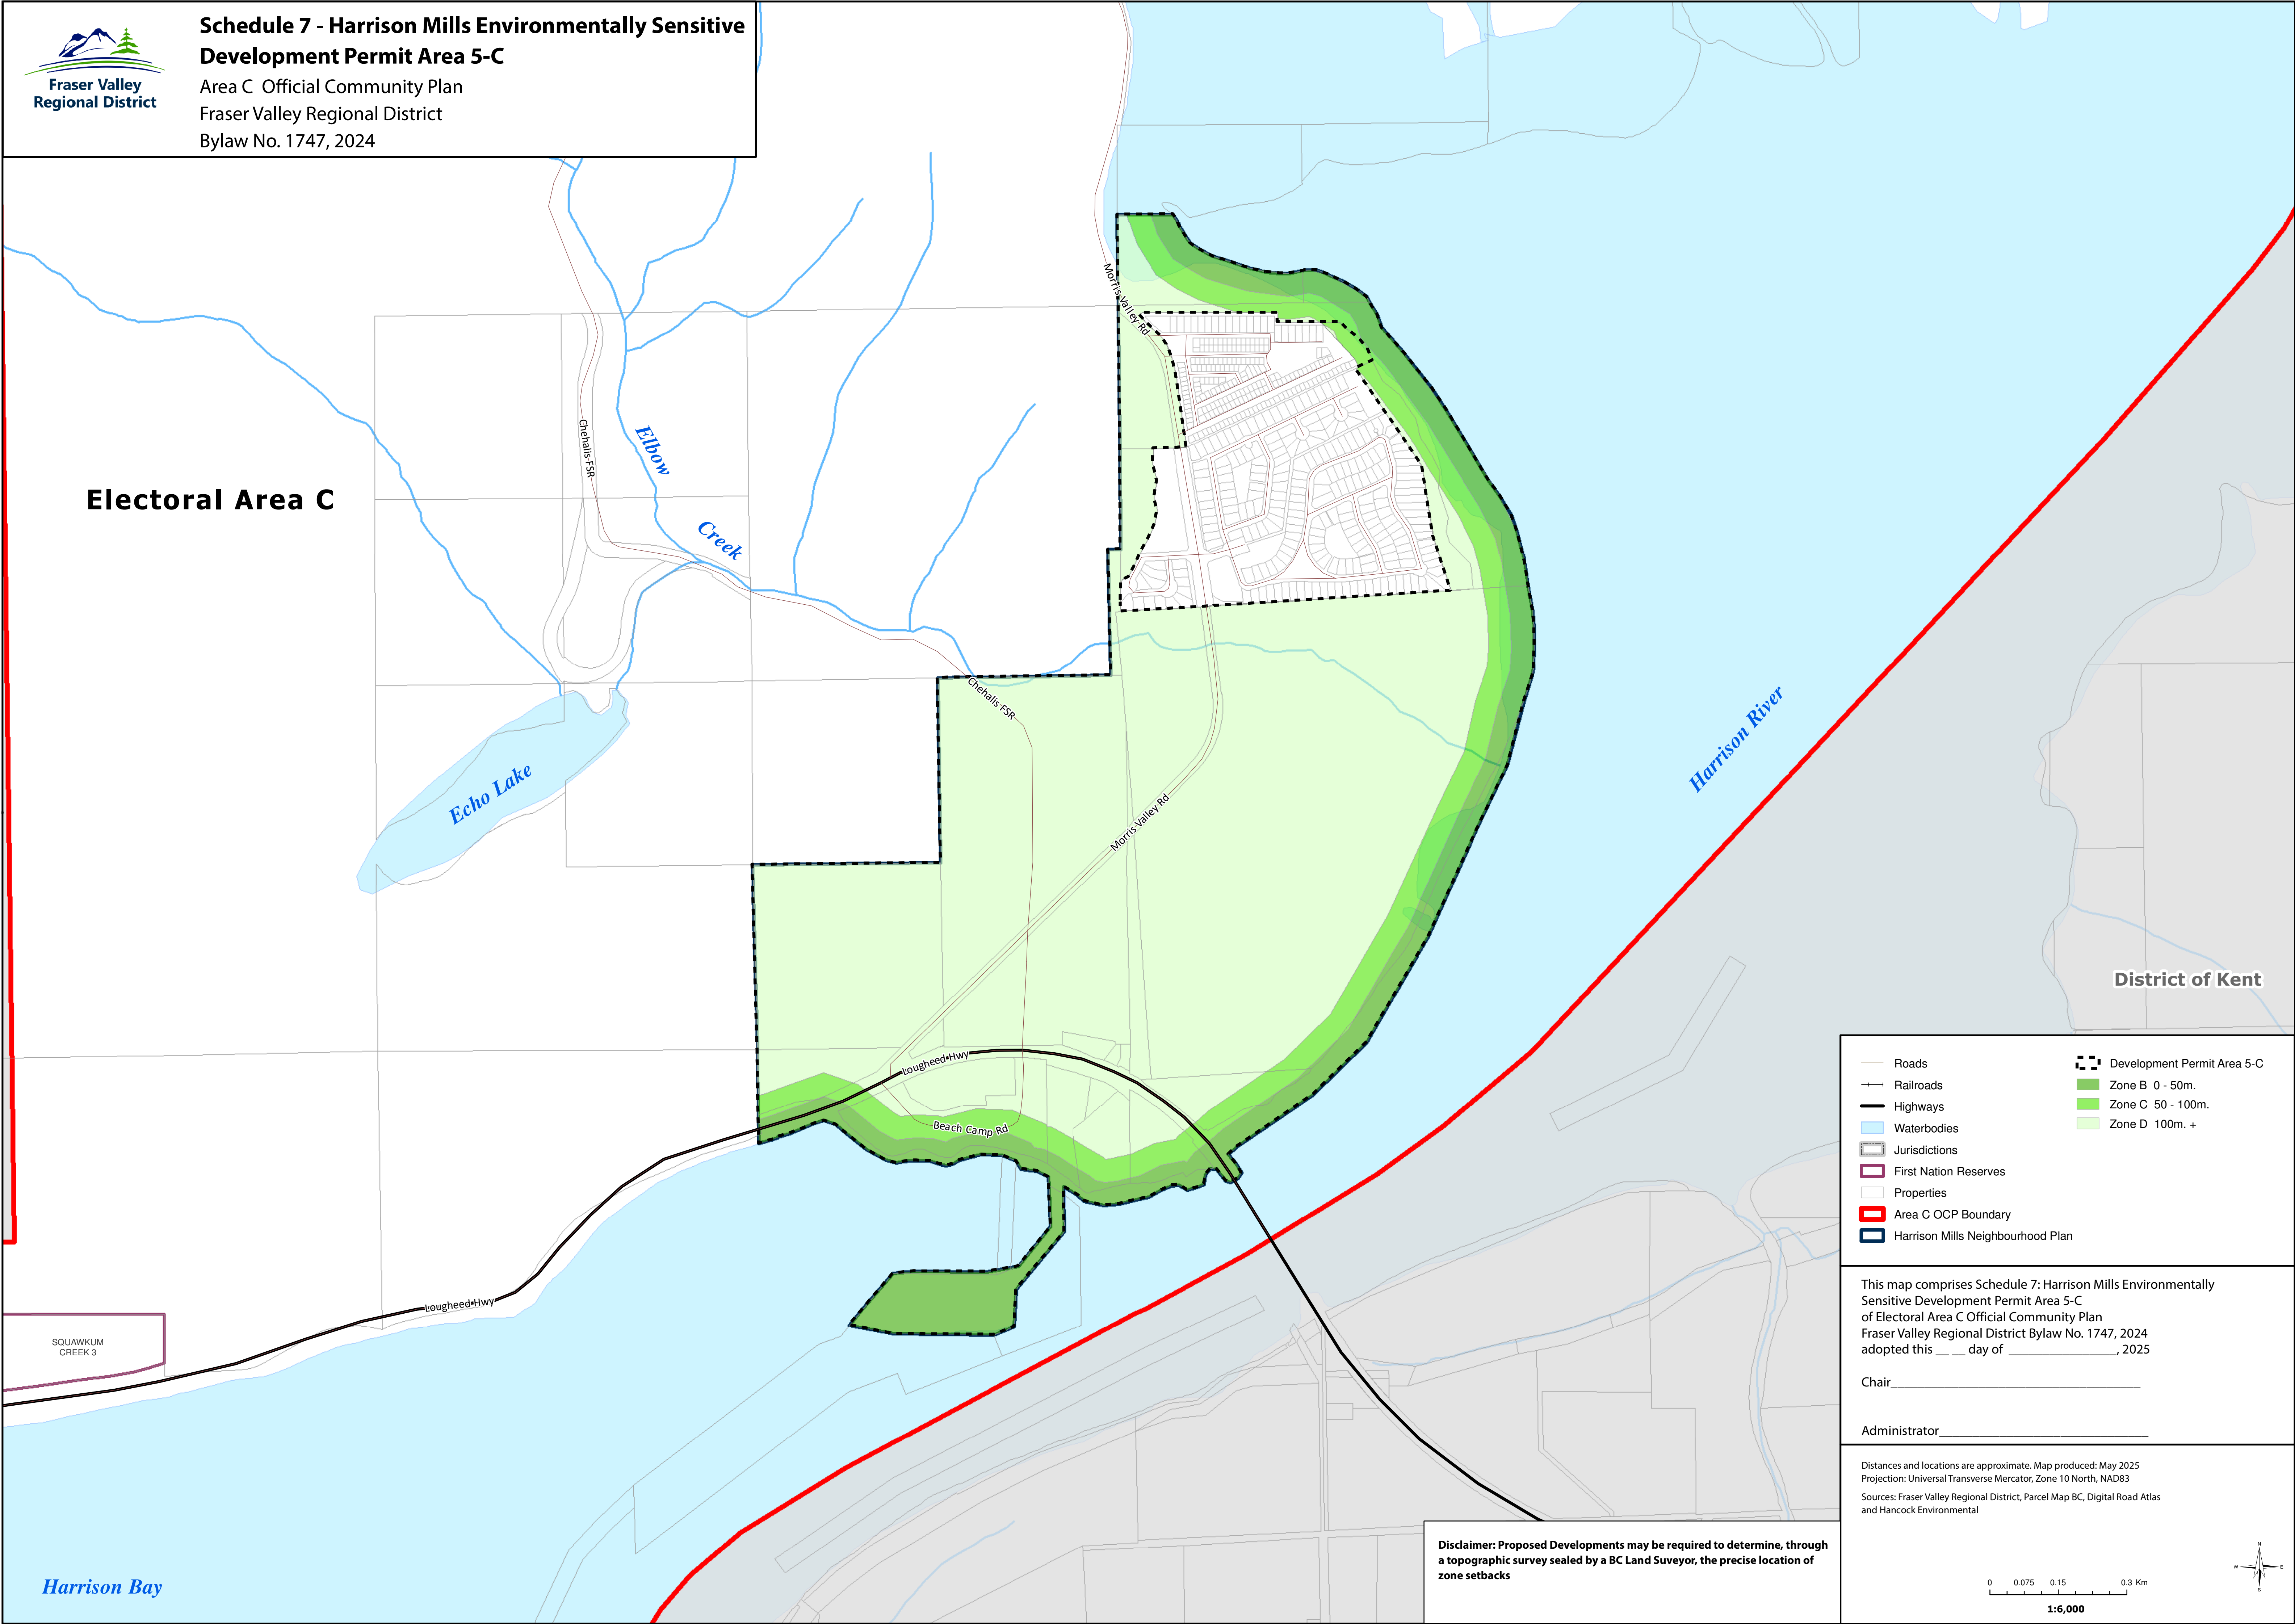 Fraser Valley
Regional District
Schedule 7 - Harrison Mills Environmentally Sensitive
Development Permit Area 5-C
Area C Official Community Plan
Fraser Valley Regional District
Bylaw No. 1747, 2024
Morris Valley Rd
Chehalis FSR
Elbow
Creek
Electoral Area C
Chehalis FSR
Harrison River
Echo Lake
Morris Valley Rd
District of Kent
Lougheed Hwy
Beach Camp Rd
Lougheed Hwy
SQUAWKUM
CREEK 3
Harrison Bay
Roads
Railroads
Highways
Waterbodies
Jurisdictions
First Nation Reserves
Properties
Area C OCP Boundary
Harrison Mills Neighbourhood Plan
Development Permit Area 5-C
Zone B 0 - 50m.
Zone C 50 - 100m.
Zone D 100m. +
This map comprises Schedule 7: Harrison Mills Environmentally
Sensitive Development Permit Area 5-C
of Electoral Area C Official Community Plan
Fraser Valley Regional District Bylaw No. 1747, 2024
adopted this __ __ day of ________________, 2025
Chair____________________________________
Administrator______________________________
Distances and locations are approximate. Map produced: May 2025
Projection: Universal Transverse Mercator, Zone 10 North, NAD83
Sources: Fraser Valley Regional District, Parcel Map BC, Digital Road Atlas
and Hancock Environmental
Disclaimer: Proposed Developments may be required to determine, through
a topographic survey sealed by a BC Land Suveyor, the precise location of
zone setbacks
N
W E
S
0 0.075 0.15 0.3 Km
1:6,000